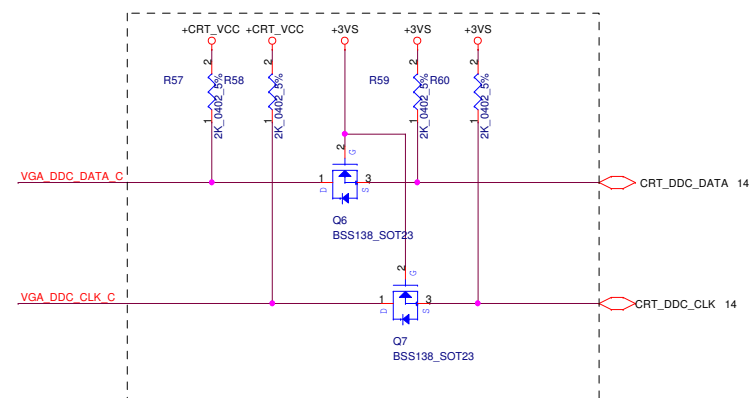 +CRT_VCC +CRT_VCC +3VS +3VS +3VS
2 2 2 2
R57 R58 R59 R60
2K_0402_5% 2K_0402_5% 2K_0402_5% 2K_0402_5%
1 1 1 1
2 G
VGA_DDC_DATA_C 1 3 CRT_DDC_DATA 14
D S
Q6
BSS138_SOT23
2 G
VGA_DDC_CLK_C 1 3 CRT_DDC_CLK 14
D S
Q7
BSS138_SOT23